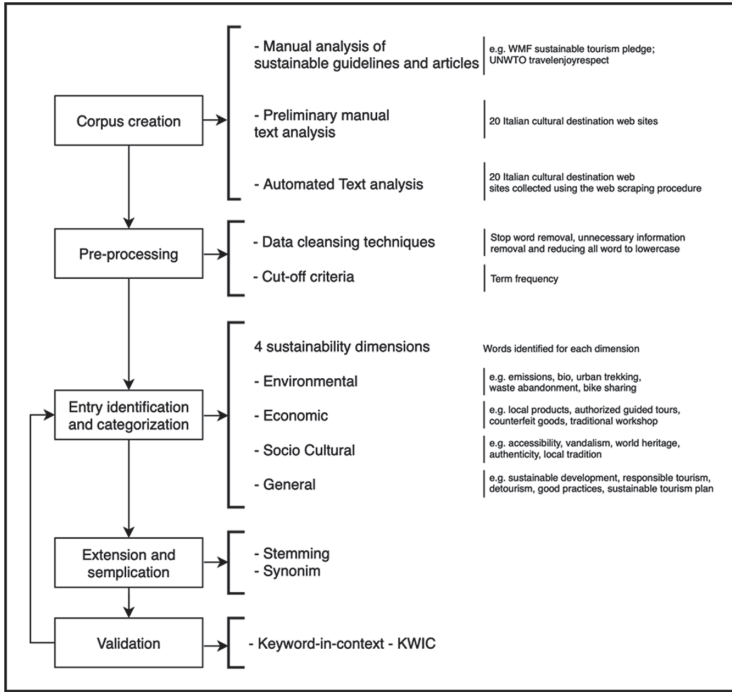 - Manual analysis of
sustainable guidelines and articles
e.g. WMF sustainable tourism pledge;
UNWTO travelenjoyrespect
Corpus creation
- Preliminary manual
text analysis
20 Italian cultural destination web sites
- Automated Text analysis
20 Italian cultural destination web
sites collected using the web scraping procedure
Pre-processing
- Data cleansing techniques
Stop word removal, unnecessary information
removal and reducing all word to lowercase
- Cut-off criteria
Term frequency
4 sustainability dimensions
Words identified for each dimension
Entry identification
and categorization
- Environmental
e.g. emissions, bio, urban trekking,
waste abandonment, bike sharing
- Economic
e.g. local products, authorized guided tours,
counterfeit goods, traditional workshop
- Socio Cultural
e.g. accessibility, vandalism, world heritage,
authenticity, local tradition
- General
e.g. sustainable development, responsible tourism,
detourism, good practices, sustainable tourism plan
Extension and
semplication
- Stemming
- Synonim
Validation
- Keyword-in-context - KWIC